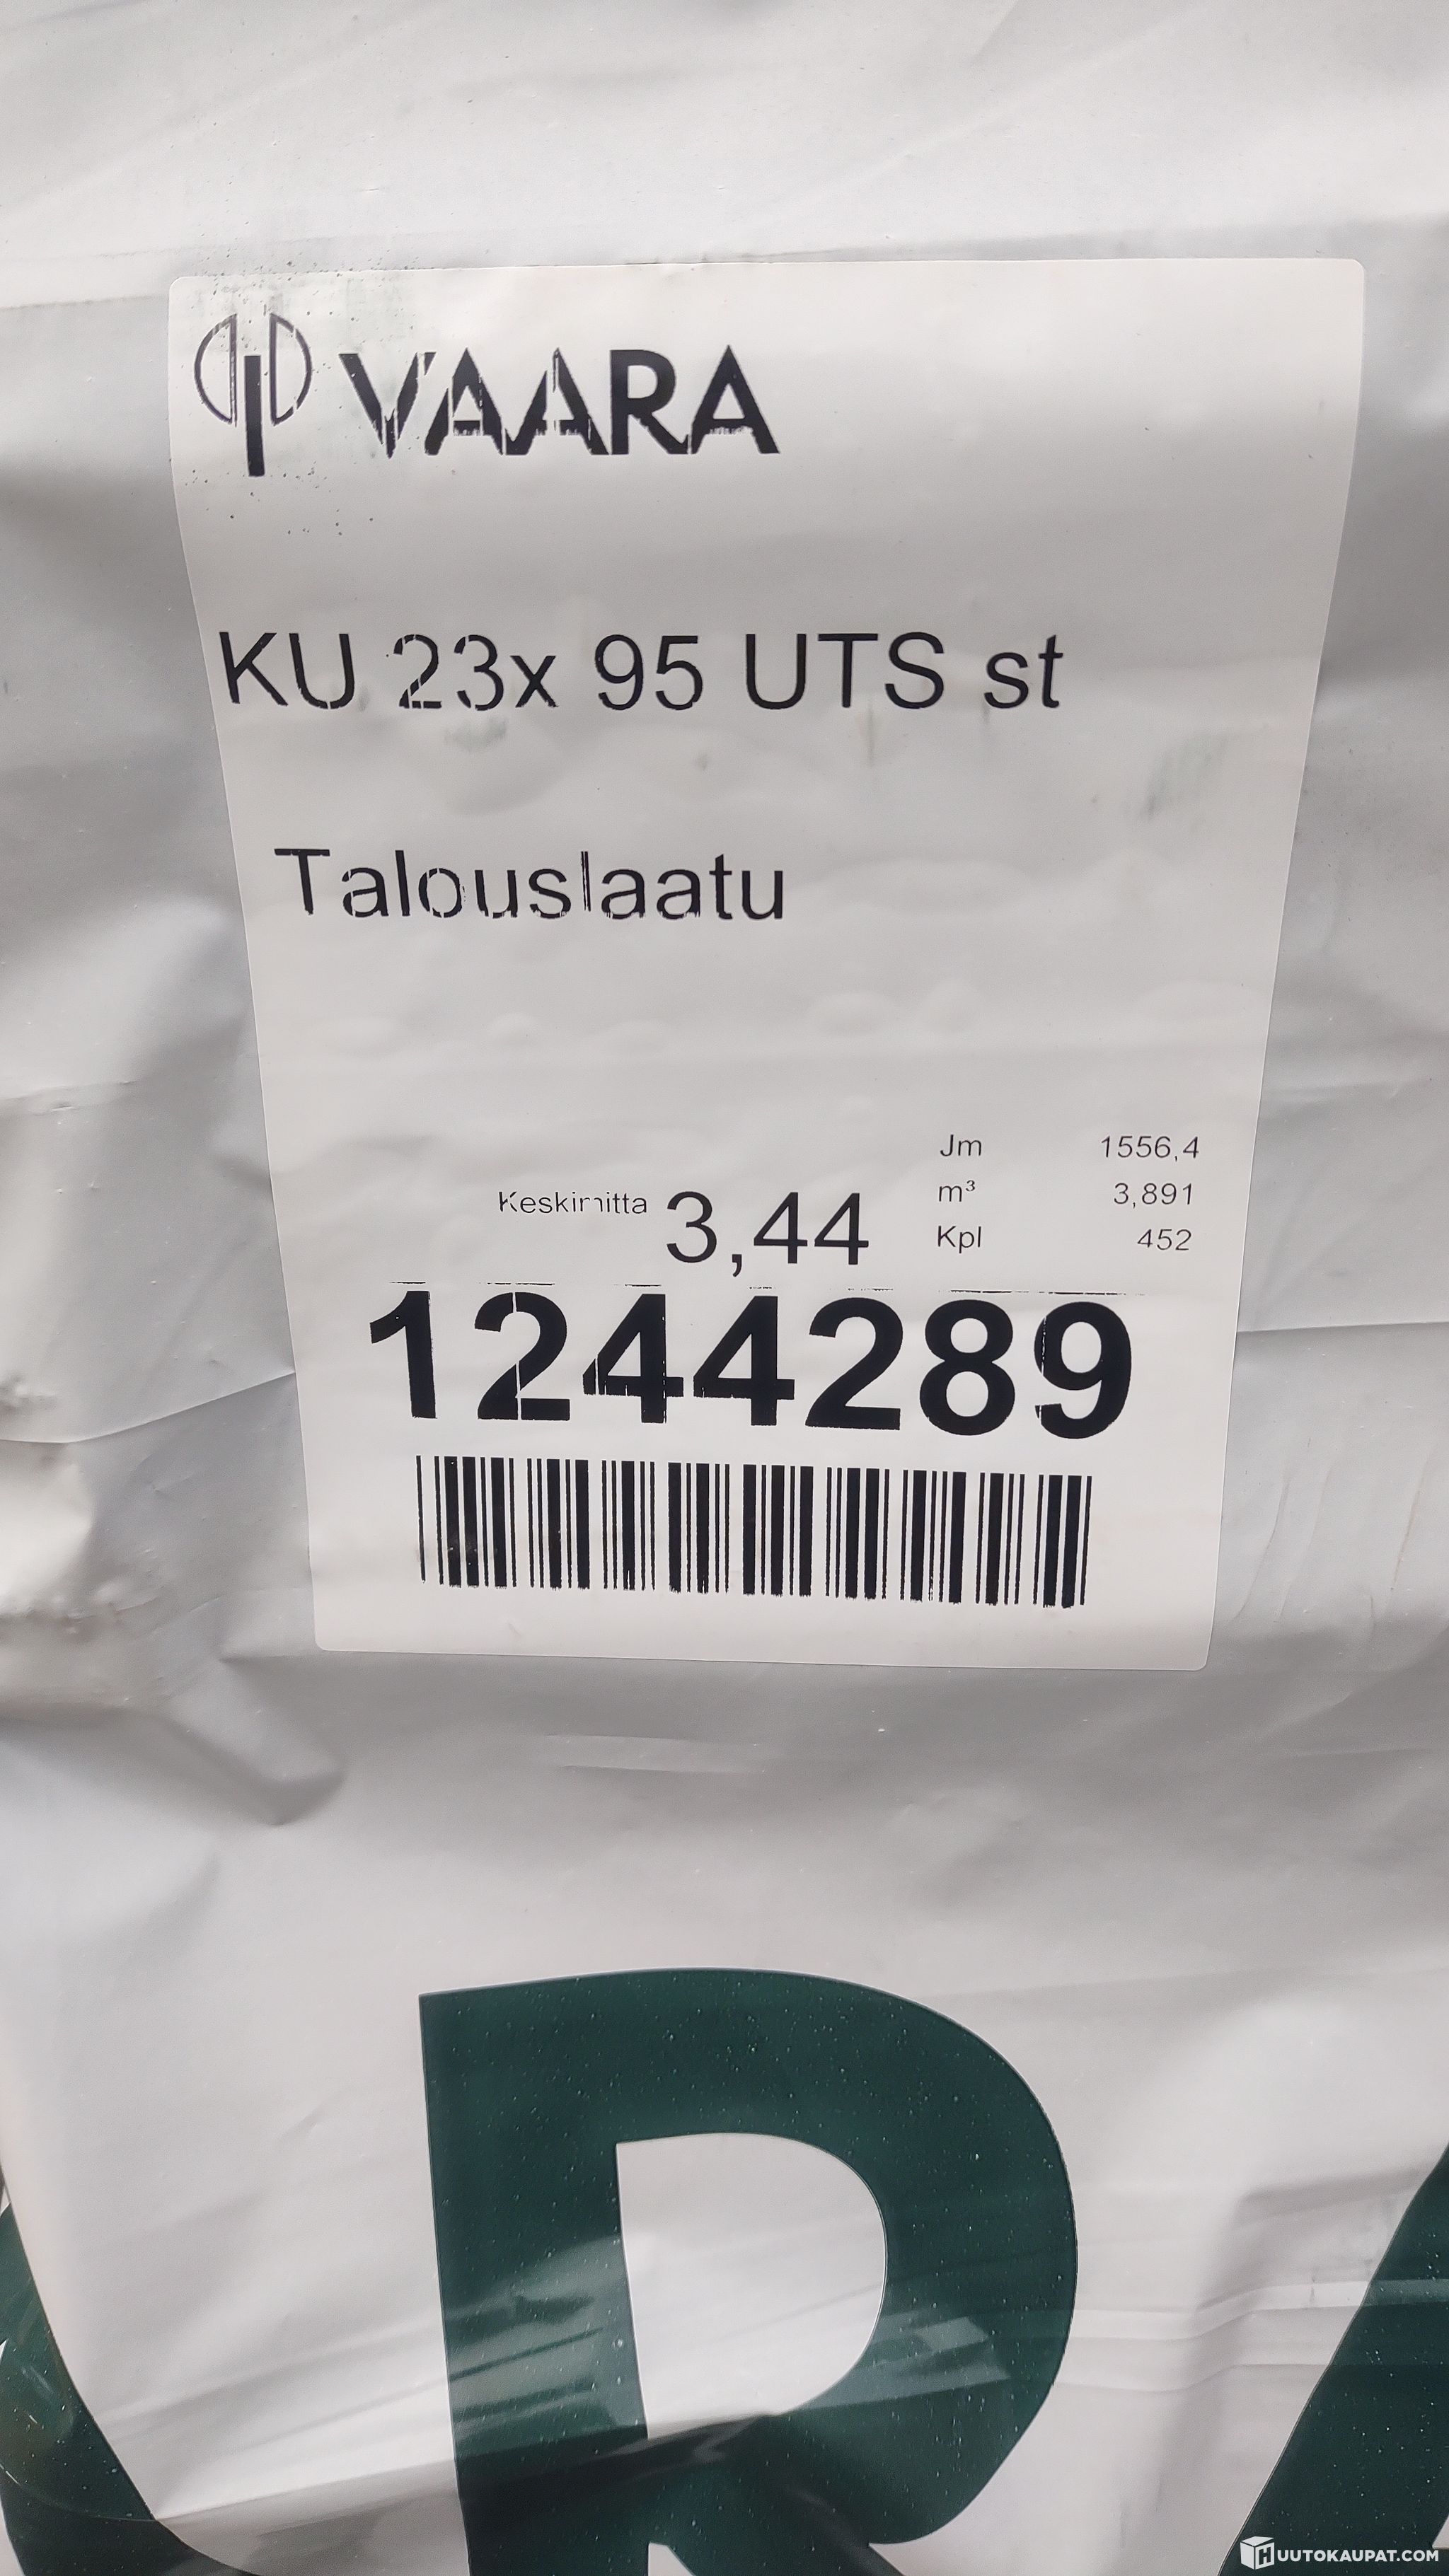 VAARA
KU 23x 95 UTS st
Talouslaatu
Jm 1556,4
Keskimitta 3,44 m³ 3,891
Kpl 452
1244289
RA
HUUTOKAUPAT.COM